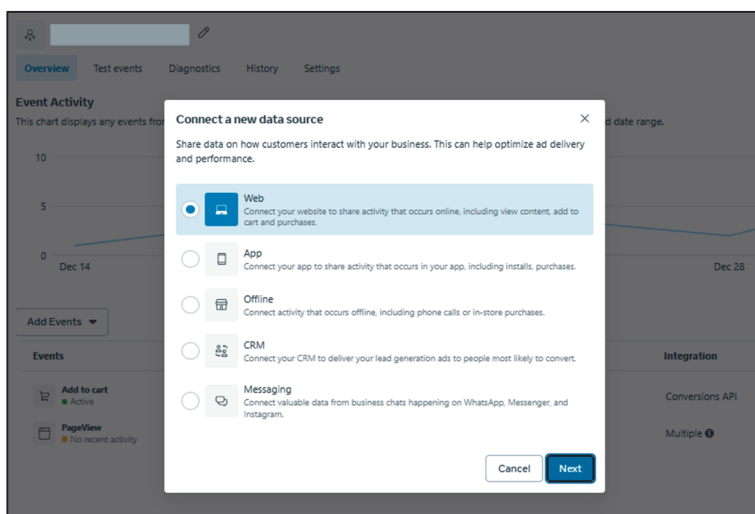 Overview Test events Diagnostics History Settings
Event Activity
This chart displays any events fro
d date range.
10
5
0
Dec 14
Dec 28
Add Events
Events
Integration
Add to cart
Active
Conversions API
PageView
No recent activity
Multiple
Connect a new data source
Share data on how customers interact with your business. This can help optimize ad delivery
and performance.
Web
Connect your website to share activity that occurs online, including view content, add to
cart and purchases.
App
Connect your app to share activity that occurs in your app, including installs, purchases.
Offline
Connect activity that occurs offline, including phone calls or in-store purchases.
CRM
Connect your CRM to deliver your lead generation ads to people most likely to convert.
Messaging
Connect valuable data from business chats happening on WhatsApp, Messenger, and
Instagram.
Cancel Next